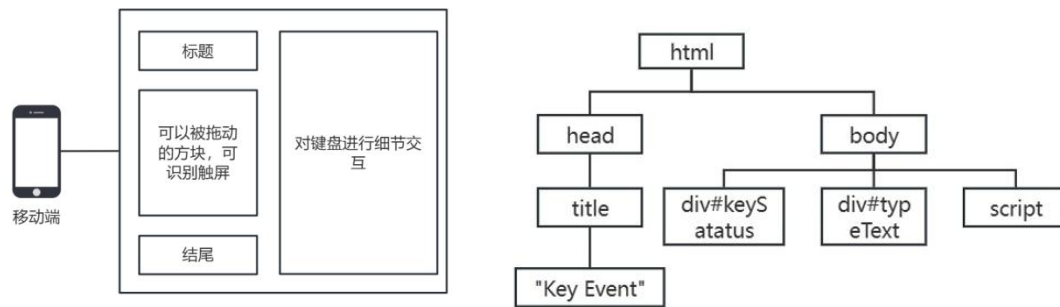 标题
可以被拖动
的方块，可
识别触屏
结尾
对键盘进行细节交
互
移动端
html
head
body
title
div#keyS
atatus
div#typ
eText
script
"Key Event"